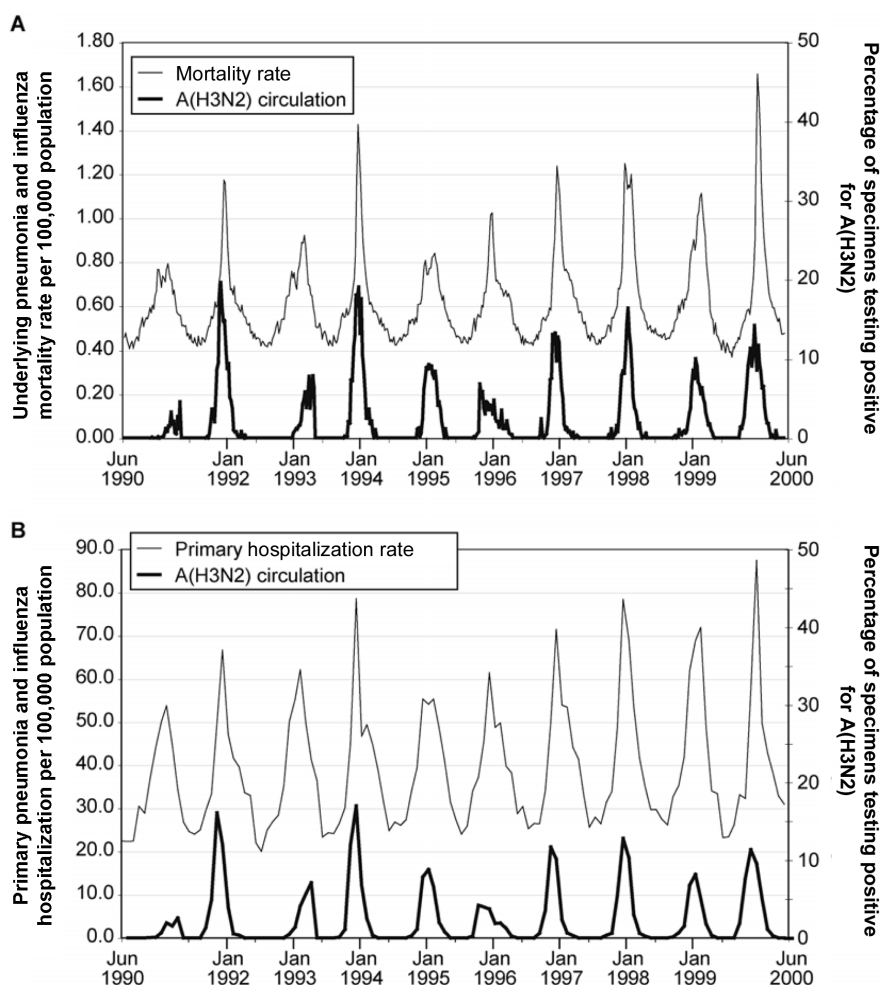 A
Underlying pneumonia and influenza
mortality rate per 100,000 population
1.80
1.60
1.40
1.20
1.00
0.80
0.60
0.40
0.20
0.00
Mortality rate
A(H3N2) circulation
50
40
30
20
10
0
Percentage of specimens testing positive
for A(H3N2)
Jun Jan Jan Jan Jan Jan Jan Jan Jan Jun
1990 1992 1993 1994 1995 1996 1997 1998 1999 2000
B
Primary pneumonia and influenza
hospitalization per 100,000 population
90.0
80.0
70.0
60.0
50.0
40.0
30.0
20.0
10.0
0.0
Primary hospitalization rate
A(H3N2) circulation
50
40
30
20
10
0
Percentage of specimens testing positive
for A(H3N2)
Jun Jan Jan Jan Jan Jan Jan Jan Jan Jun
1990 1992 1993 1994 1995 1996 1997 1998 1999 2000